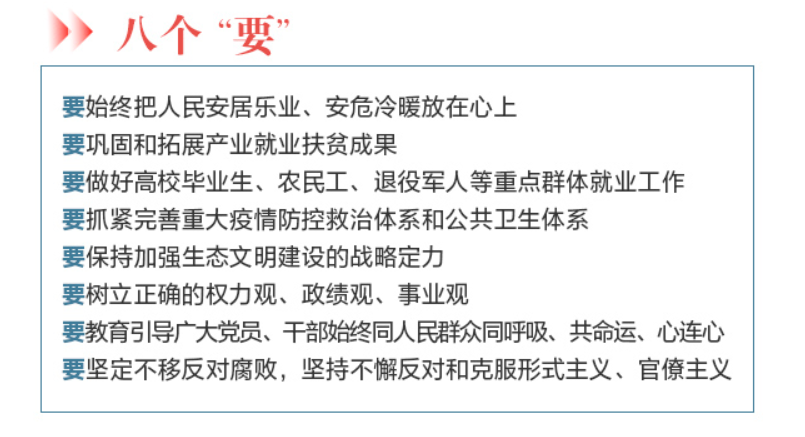 八个“要”
要始终把人民安居乐业、安危冷暖放在心上
要巩固和拓展产业就业扶贫成果
要做好高校毕业生、农民工、退役军人等重点群体就业工作
要抓紧完善重大疫情防控救治体系和公共卫生体系
要保持加强生态文明建设的战略定力
要树立正确的权力观、政绩观、事业观
要教育引导广大党员、干部始终同人民群众同呼吸、共命运、心连心
要坚定不移反对腐败，坚持不懈反对和克服形式主义、官僚主义